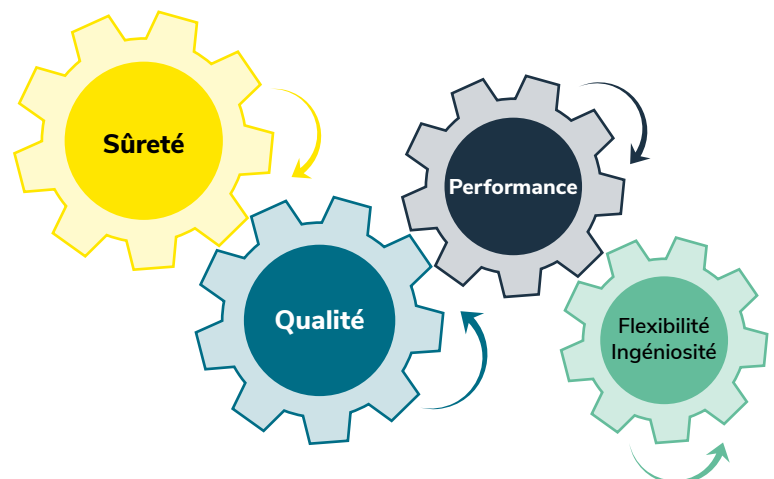 Sûreté
Performance
Qualité
Flexibilité
Ingéniosité